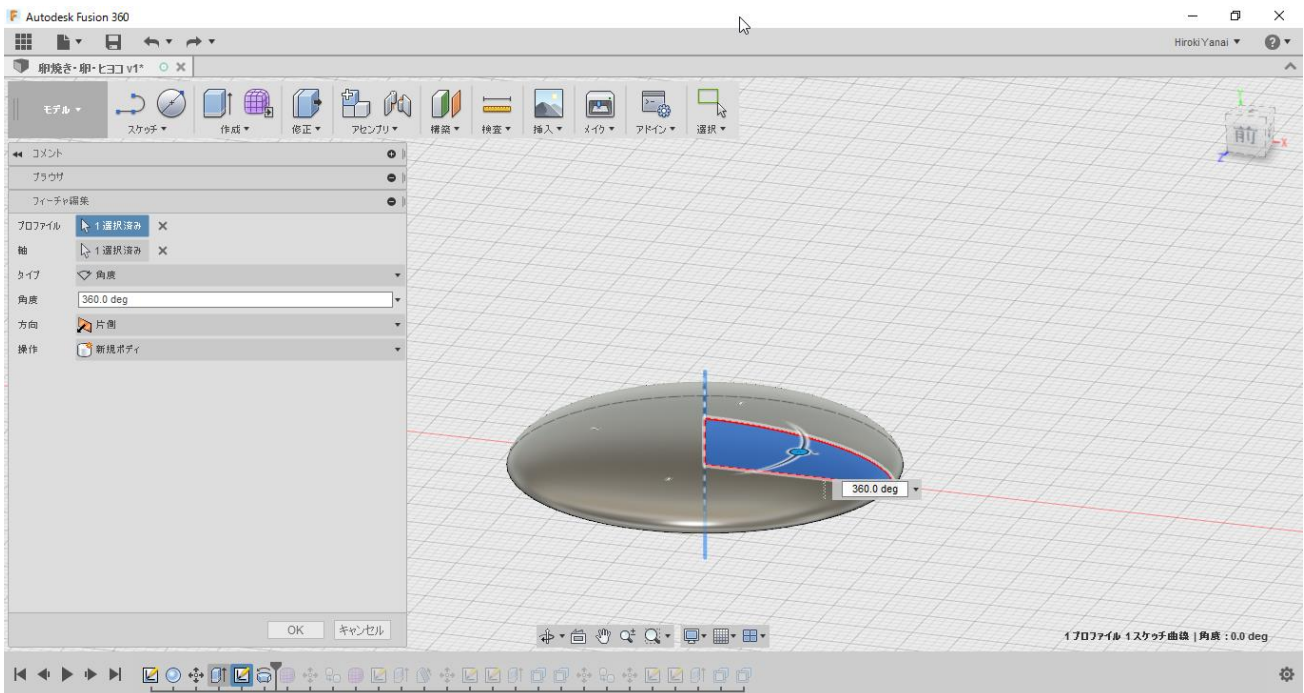 Autodesk Fusion 360
Hiroki Yanai
卵焼き・卵・ヒヨコ v1*
モデル
スケッチ 作成 修正 アセンブリ 構築 検査 挿入 メイク アドイン 選択
コメント
ブラウザ
フィーチャ編集
プロファイル 1 選択済み
軸 1 選択済み
タイプ 角度
角度 360.0 deg
方向 片側
操作 新規ボディ
前
X
Y
Z
360.0 deg
OK キャンセル
1 プロファイル 1 スケッチ曲線 | 角度 : 0.0 deg